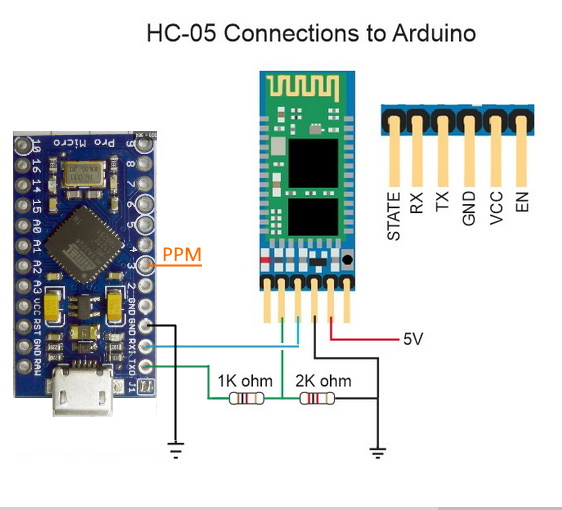 HC-05 Connections to Arduino
Pro Micro
10
16
14
15
A0
A1
A2
A3
VCC
RST
GND
RAW
9
8
7
6
5
4
3
2
GND
GND
RX1
TX0
J1
PPM
STATE
RX
TX
GND
VCC
EN
5V
1K ohm
2K ohm